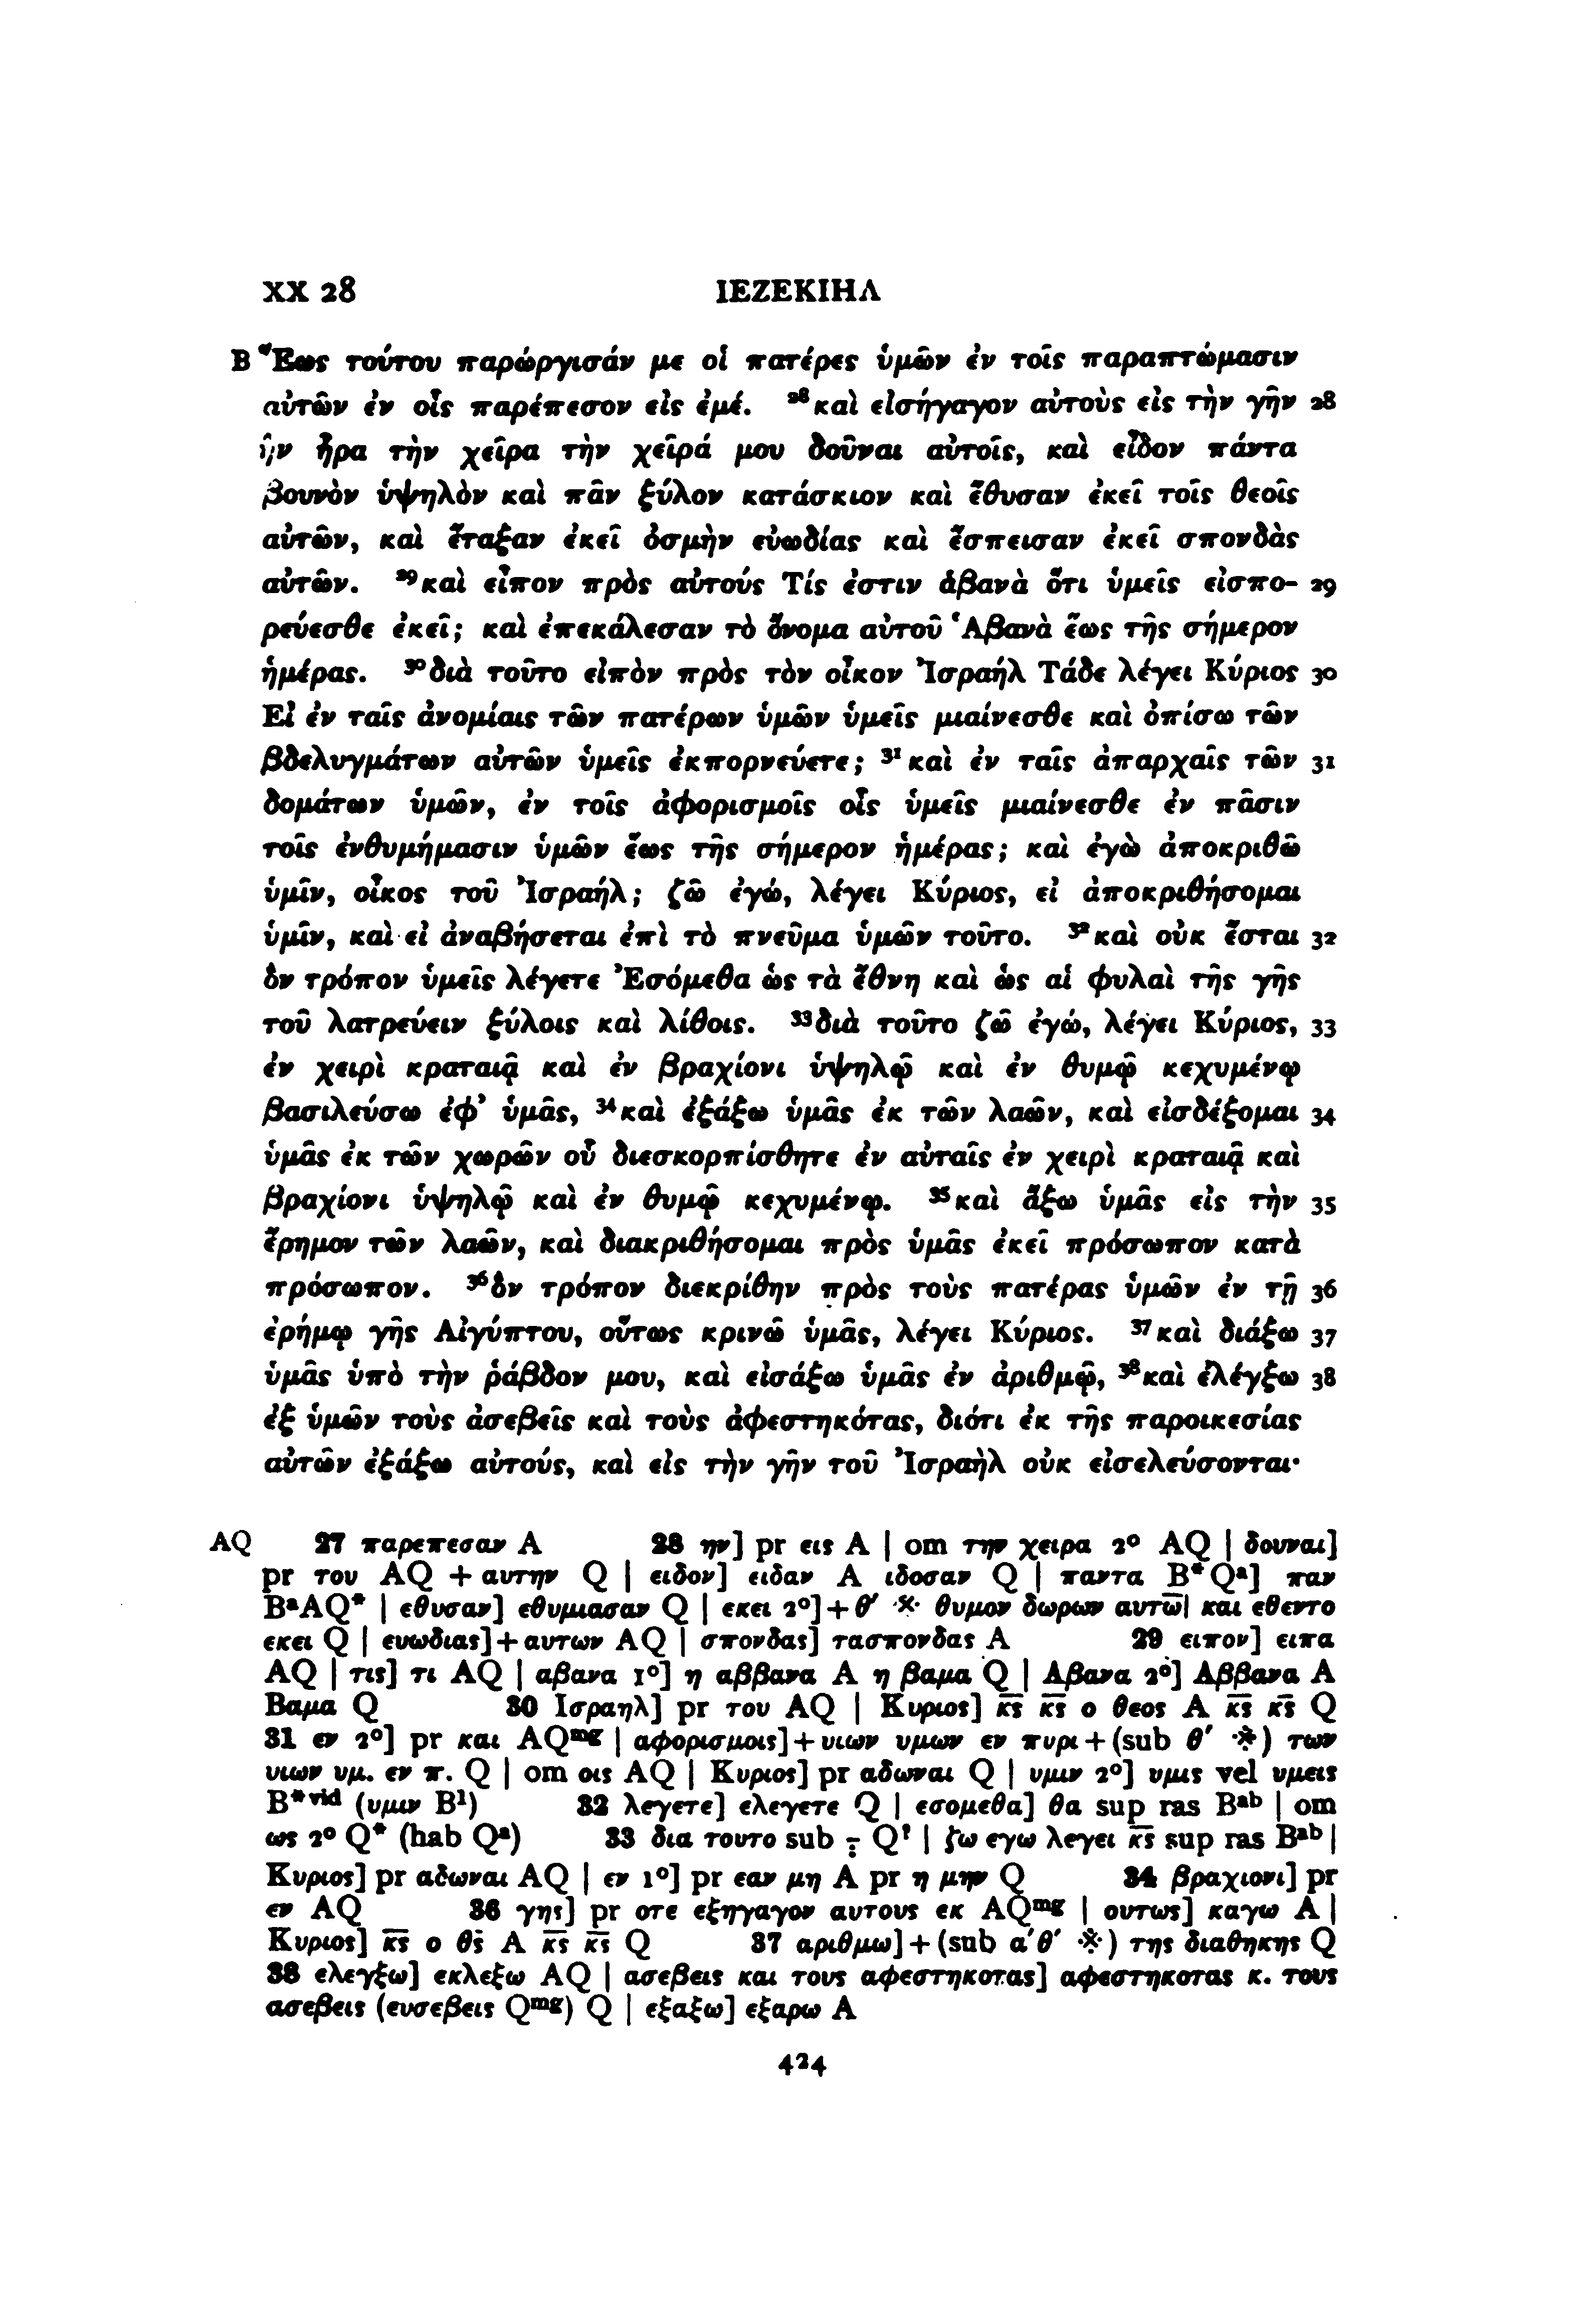 XX 28 ΙΕΖΕΚΙΗΛ
B Ἕως τούτου παρώργισάν με οἱ πατέρες ὑμῶν ἐν τοῖς παραπτώμασιν
αὐτῶν ἐν οἷς παρέπεσον εἰς ἐμέ. ²⁸καὶ εἰσήγαγον αὐτοὺς εἰς τὴν γῆν 28
ἣν ἦρα τὴν χεῖρα τὴν χεῖρά μου δοῦναι αὐτοῖς, καὶ εἶδον πάντα
βουνὸν ὑψηλὸν καὶ πᾶν ξύλον κατάσκιον καὶ ἔθυσαν ἐκεῖ τοῖς θεοῖς
αὐτῶν, καὶ ἔταξαν ἐκεῖ ὀσμὴν εὐωδίας καὶ ἔσπεισαν ἐκεῖ σπονδὰς
αὐτῶν. ²⁹καὶ εἶπον πρὸς αὐτούς Τίς ἐστιν ἁβανὰ ὅτι ὑμεῖς εἰσπο- 29
ρεύεσθε ἐκεῖ; καὶ ἐπεκάλεσαν τὸ ὄνομα αὐτοῦ Ἁβανὰ ἕως τῆς σήμερον
ἡμέρας. ³⁰διὰ τοῦτο εἰπὸν πρὸς τὸν οἶκον Ἰσραήλ Τάδε λέγει Κύριος 30
Εἰ ἐν ταῖς ἀνομίαις τῶν πατέρων ὑμῶν ὑμεῖς μιαίνεσθε καὶ ὀπίσω τῶν
βδελυγμάτων αὐτῶν ὑμεῖς ἐκπορνεύετε; ³¹καὶ ἐν ταῖς ἀπαρχαῖς τῶν 31
δομάτων ὑμῶν, ἐν τοῖς ἀφορισμοῖς οἷς ὑμεῖς μιαίνεσθε ἐν πᾶσιν
τοῖς ἐνθυμήμασιν ὑμῶν ἕως τῆς σήμερον ἡμέρας; καὶ ἐγὼ ἀποκριθῶ
ὑμῖν, οἶκος τοῦ Ἰσραήλ; ζῶ ἐγώ, λέγει Κύριος, εἰ ἀποκριθήσομαι
ὑμῖν, καὶ εἰ ἀναβήσεται ἐπὶ τὸ πνεῦμα ὑμῶν τοῦτο. ³²καὶ οὐκ ἔσται 32
ὃν τρόπον ὑμεῖς λέγετε Ἐσόμεθα ὡς τὰ ἔθνη καὶ ὡς αἱ φυλαὶ τῆς γῆς
τοῦ λατρεύειν ξύλοις καὶ λίθοις. ³³διὰ τοῦτο ζῶ ἐγώ, λέγει Κύριος, 33
ἐν χειρὶ κραταιᾷ καὶ ἐν βραχίονι ὑψηλῷ καὶ ἐν θυμῷ κεχυμένῳ
βασιλεύσω ἐφ’ ὑμᾶς, ³⁴καὶ ἐξάξω ὑμᾶς ἐκ τῶν λαῶν, καὶ εἰσδέξομαι 34
ὑμᾶς ἐκ τῶν χωρῶν οὗ διεσκορπίσθητε ἐν αὐταῖς ἐν χειρὶ κραταιᾷ καὶ
βραχίονι ὑψηλῷ καὶ ἐν θυμῷ κεχυμένῳ. ³⁵καὶ ἄξω ὑμᾶς εἰς τὴν 35
ἔρημον τῶν λαῶν, καὶ διακριθήσομαι πρὸς ὑμᾶς ἐκεῖ πρόσωπον κατὰ
πρόσωπον. ³⁶ὃν τρόπον διεκρίθην πρὸς τοὺς πατέρας ὑμῶν ἐν τῇ 36
ἐρήμῳ γῆς Αἰγύπτου, οὕτως κρινῶ ὑμᾶς, λέγει Κύριος. ³⁷καὶ διάξω 37
ὑμᾶς ὑπὸ τὴν ῥάβδον μου, καὶ εἰσάξω ὑμᾶς ἐν ἀριθμῷ, ³⁸καὶ ἐλέγξω 38
ἐξ ὑμῶν τοὺς ἀσεβεῖς καὶ τοὺς ἀφεστηκότας, διότι ἐκ τῆς παροικεσίας
αὐτῶν ἐξάξω αὐτούς, καὶ εἰς τὴν γῆν τοῦ Ἰσραὴλ οὐκ εἰσελεύσονται·
AQ 27 παρεπεσαν A 28 ην] pr εις A | om την χειρα 2° AQ | δουναι]
pr του AQ + αυτην Q | ειδον] ειδαν A ιδοσαν Q | παντα B*Qᵃ] παν
BᵃAQ* | εθυσαν] εθυμιασαν Q | εκει 2°]+θ′ ※ θυμον δωρων αυτω̅| και εθεντο
εκει Q | ευωδιας]+αυτων AQ | σπονδας] τασπονδας A 29 ειπον] ειπα
AQ | τις] τι AQ | αβανα 1°] η αββανα A η βαμα Q | Αβανα 2°] Αββανα A
Βαμα Q 30 Ισραηλ] pr του AQ | Κυριος] κ̅ς̅ κ̅ς̅ ο θεος A κ̅ς̅ κ̅ς̅ Q
31 εν 2°] pr και AQᵐᵍ | αφορισμοις]+υιων υμων εν πυρι+(sub θ′ ※) των
υιων υμ. εν π. Q | om οις AQ | Κυριος] pr αδωναι Q | υμιν 2°] υμις vel υμεις
B*ᵛⁱᵈ (υμιν B¹) 32 λεγετε] ελεγετε Q | εσομεθα] θα sup ras Bᵃᵇ | om
ως 2° Q* (hab Qᵃ) 33 δια τουτο sub ÷ Q? | ζω εγω λεγει κ̅ς̅ sup ras Bᵃᵇ |
Κυριος] pr αδωναι AQ | εν 1°] pr εαν μη A pr η μην Q 34 βραχιονι] pr
εν AQ 36 γης] pr οτε εξηγαγον αυτους εκ AQᵐᵍ | ουτως] καγω A |
Κυριος] κ̅ς̅ ο θ̅ς̅ A κ̅ς̅ κ̅ς̅ Q 37 αριθμω]+(sub α′θ′ ※) της διαθηκης Q
38 ελεγξω] εκλεξω AQ | ασεβεις και τους αφεστηκοτας] αφεστηκοτας κ. τους
ασεβεις (ευσεβεις Qᵐᵍ) Q | εξαξω] εξαρω A
424